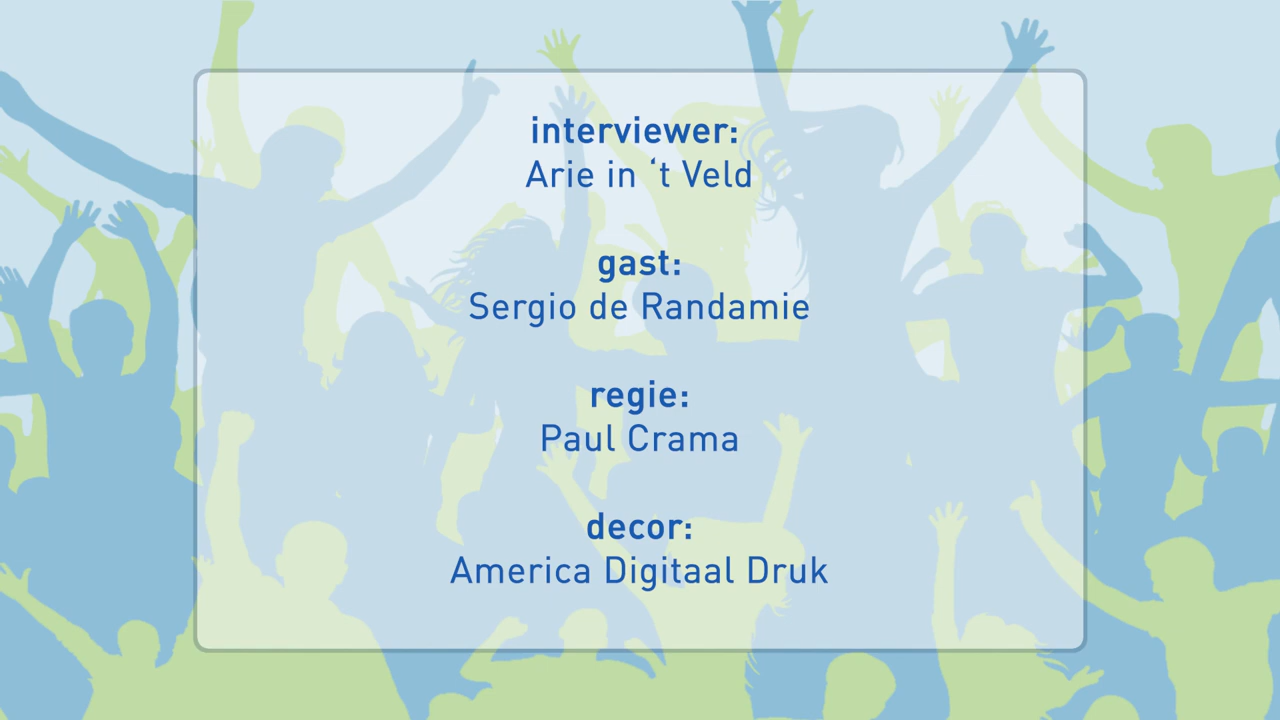 interviewer:
Arie in ‘t Veld
gast:
Sergio de Randamie
regie:
Paul Crama
decor:
America Digitaal Druk